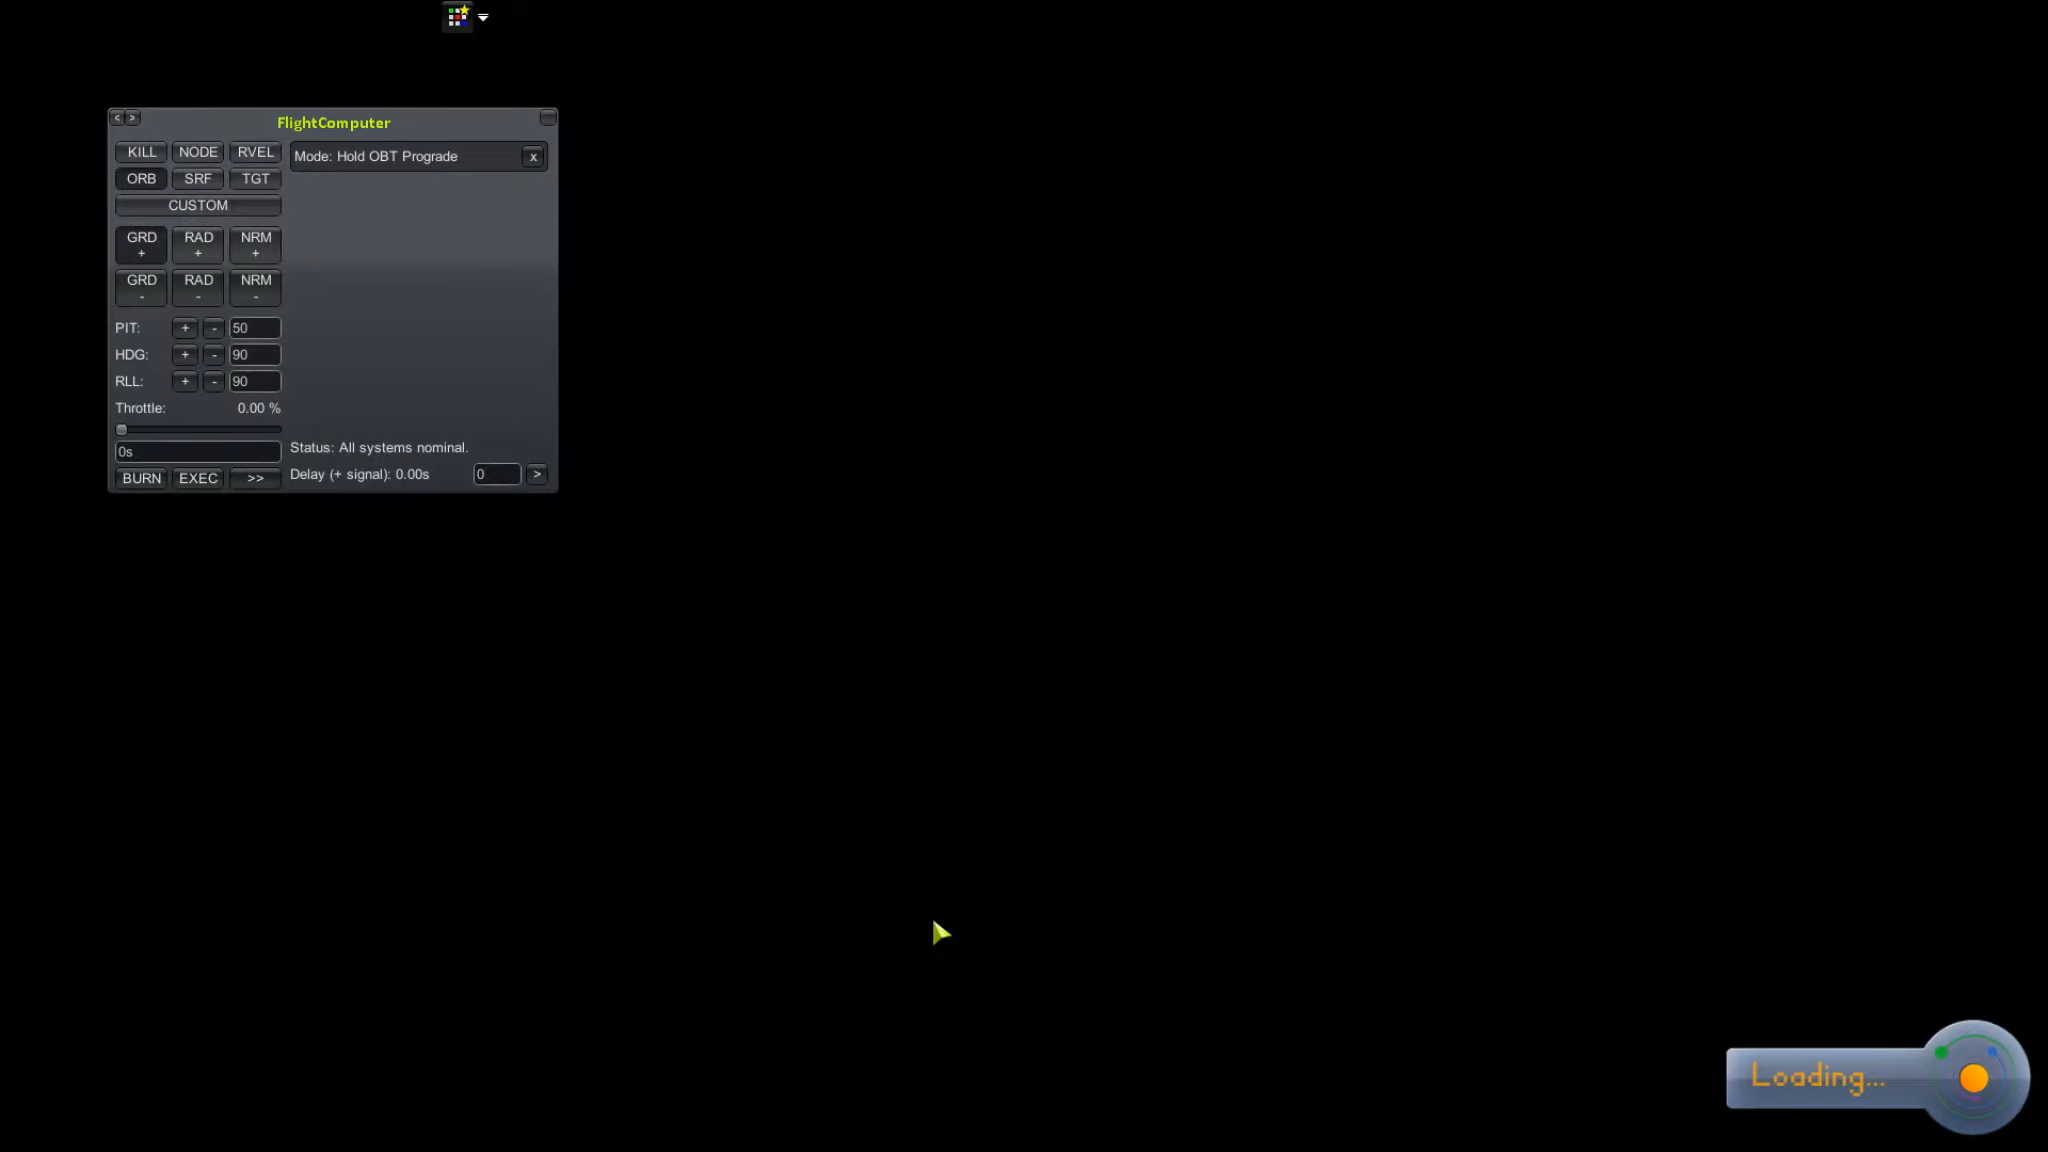 < > FlightComputer
KILL NODE RVEL Mode: Hold OBT Prograde x
ORB SRF TGT
CUSTOM
GRD RAD NRM
+ + +
GRD RAD NRM
- - -
PIT: + - 50
HDG: + - 90
RLL: + - 90
Throttle: 0.00 %
0s
Status: All systems nominal.
BURN EXEC >> Delay (+ signal): 0.00s 0 >
Loading...